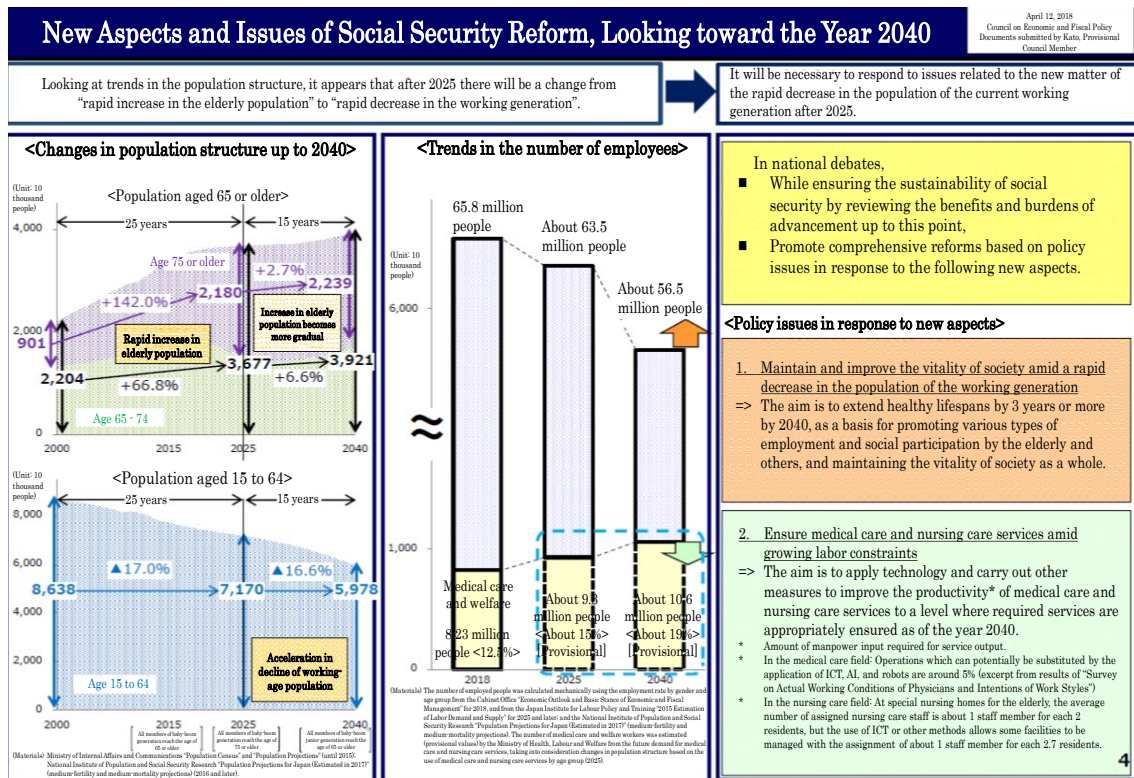 New Aspects and Issues of Social Security Reform, Looking toward the Year 2040
April 12, 2018
Council on Economic and Fiscal Policy
Documents submitted by Kato, Provisional
Council Member
Looking at trends in the population structure, it appears that after 2025 there will be a change from
"rapid increase in the elderly population" to "rapid decrease in the working generation".
It will be necessary to respond to issues related to the new matter of
the rapid decrease in the population of the current working
generation after 2025.
<Changes in population structure up to 2040>
(Unit: 10
thousand
people)
<Population aged 65 or older>
25 years
15 years
4,000
Age 75 or older
+2.7%
+142.0%
2,180
2,239
2,000
901
Rapid increase in
elderly population
Increase in elderly
population becomes
more gradual
2,204
3,677
3,921
+66.8%
+6.6%
Age 65 - 74
0
2000
2015
2025
2040
(Unit: 10
thousand
people)
<Population aged 15 to 64>
25 years
15 years
8,000
6,000
▲17.0%
▲16.6%
8,638
7,170
5,978
4,000
2,000
Age 15 to 64
Acceleration in
decline of working-
age population
0
2000
2015
2025
2040
All members of baby-boom
generation reach the age of
65 or older
All members of baby-boom
generation reach the age of
75 or older
All members of baby-boom
junior generation reach the
age of 65 or older
(Materials) Ministry of Internal Affairs and Communications "Population Census" and "Population Projections" (until 2015);
National Institute of Population and Social Security Research "Population Projections for Japan (Estimated in 2017)"
(medium-fertility and medium-mortality projections) (2016 and later).
<Trends in the number of employees>
65.8 million
people
About 63.5
million people
About 56.5
million people
(Unit: 10
thousand
people)
6,000
1,000
0
Medical care
and welfare
8.23 million
people <12.5%>
About 9.3
million people
<About 15%>
[Provisional]
About 10.6
million people
<About 19%>
[Provisional]
2018
2025
2040
(Materials) The number of employed people was calculated mechanically using the employment rate by gender and
age group from the Cabinet Office "Economic Outlook and Basic Stance of Economic and Fiscal
Management" for 2018, and from the Japan Institute for Labour Policy and Training "2015 Estimation
of Labor Demand and Supply" for 2025 and later; and the National Institute of Population and Social
Security Research "Population Projections for Japan (Estimated in 2017)" (medium-fertility and
medium-mortality projections). The number of medical care and welfare workers was estimated
(provisional values) by the Ministry of Health, Labour and Welfare from the future demand for medical
care and nursing care services, taking into consideration changes in population structure based on the
use of medical care and nursing care services by age group (2025).
In national debates,
■ While ensuring the sustainability of social
security by reviewing the benefits and burdens of
advancement up to this point,
■ Promote comprehensive reforms based on policy
issues in response to the following new aspects.
<Policy issues in response to new aspects>
1. Maintain and improve the vitality of society amid a rapid
decrease in the population of the working generation
=> The aim is to extend healthy lifespans by 3 years or more
by 2040, as a basis for promoting various types of
employment and social participation by the elderly and
others, and maintaining the vitality of society as a whole.
2. Ensure medical care and nursing care services amid
growing labor constraints
=> The aim is to apply technology and carry out other
measures to improve the productivity* of medical care and
nursing care services to a level where required services are
appropriately ensured as of the year 2040.
* Amount of manpower input required for service output.
* In the medical care field: Operations which can potentially be substituted by the
application of ICT, AI, and robots are around 5% (excerpt from results of "Survey
on Actual Working Conditions of Physicians and Intentions of Work Styles")
* In the nursing care field: At special nursing homes for the elderly, the average
number of assigned nursing care staff is about 1 staff member for each 2
residents, but the use of ICT or other methods allows some facilities to be
managed with the assignment of about 1 staff member for each 2.7 residents.
4